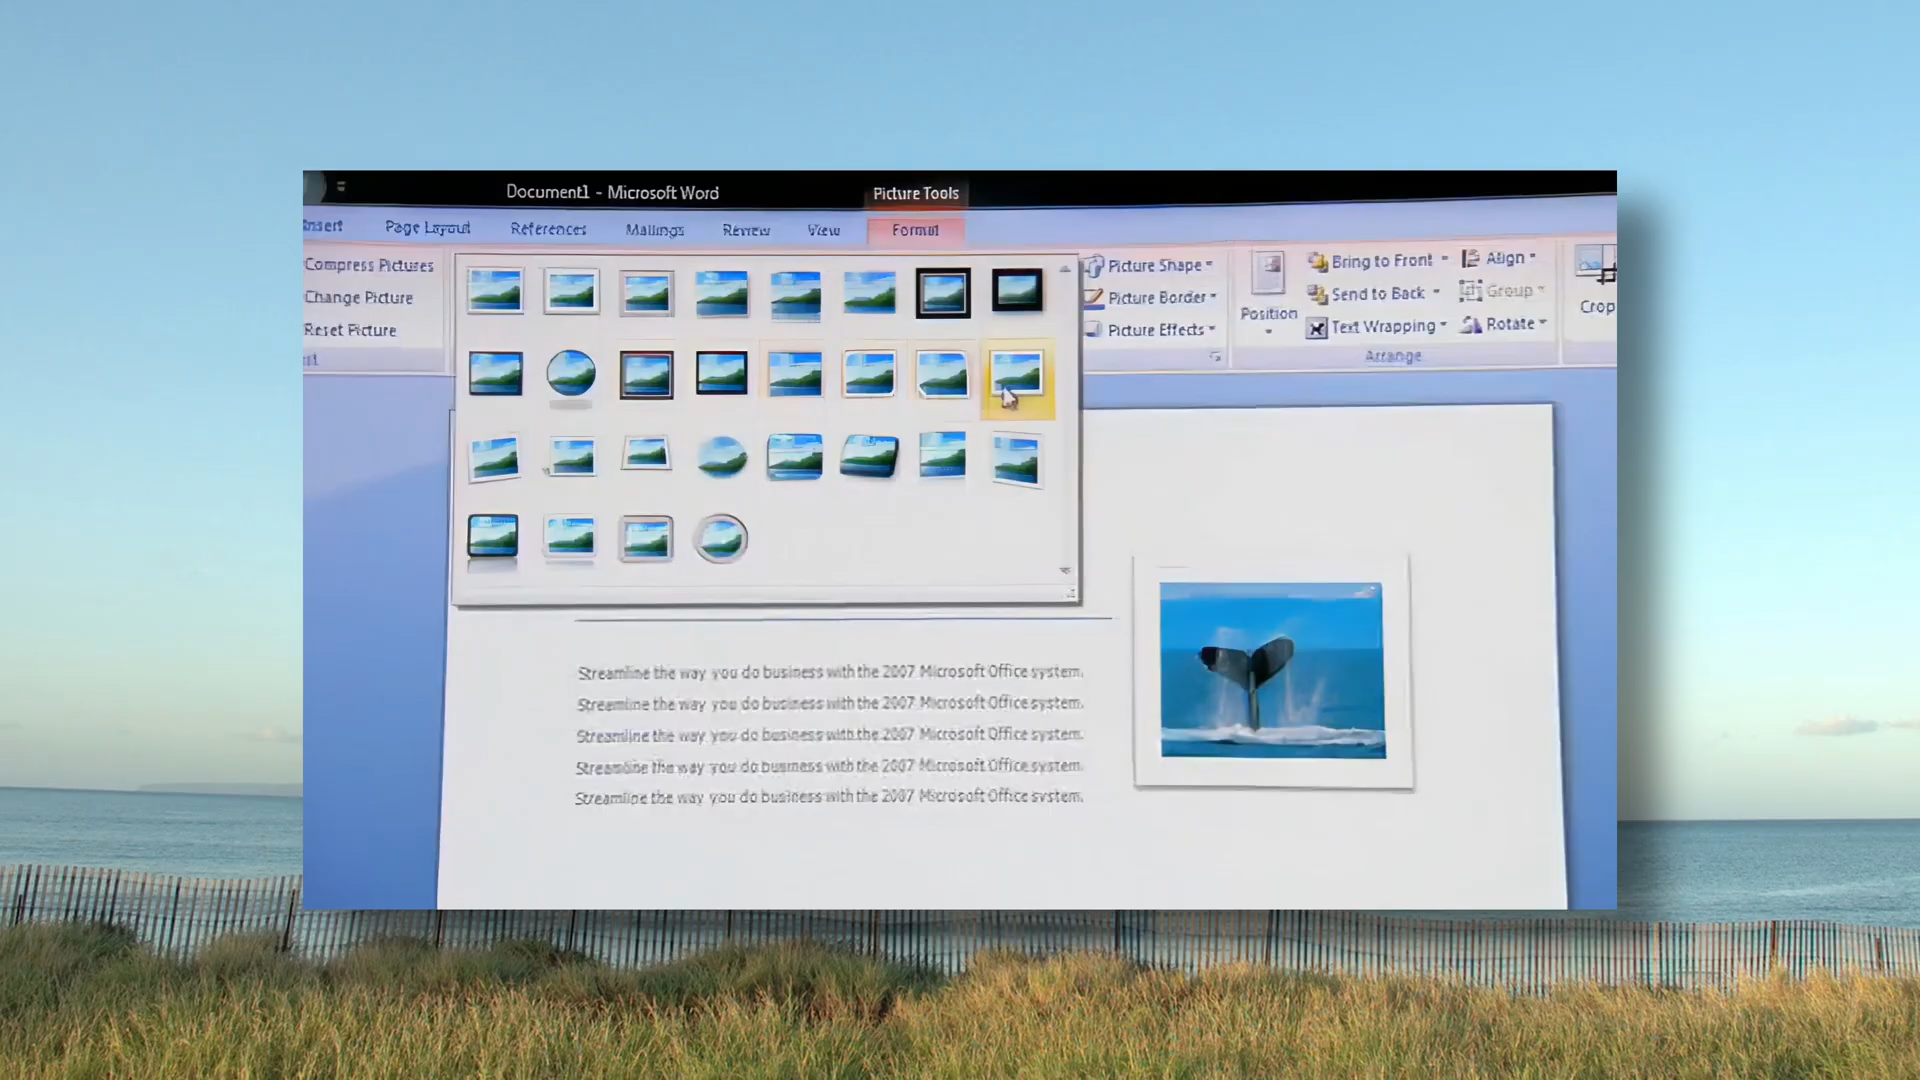 Document1 - Microsoft Word
Picture Tools
Insert Page Layout References Mailings Review View Format
Compress Pictures
Change Picture
Reset Picture
Picture Shape
Picture Border
Picture Effects
Position
Bring to Front
Send to Back
Text Wrapping
Align
Group
Rotate
Arrange
Crop
Streamline the way you do business with the 2007 Microsoft Office system.
Streamline the way you do business with the 2007 Microsoft Office system.
Streamline the way you do business with the 2007 Microsoft Office system.
Streamline the way you do business with the 2007 Microsoft Office system.
Streamline the way you do business with the 2007 Microsoft Office system.